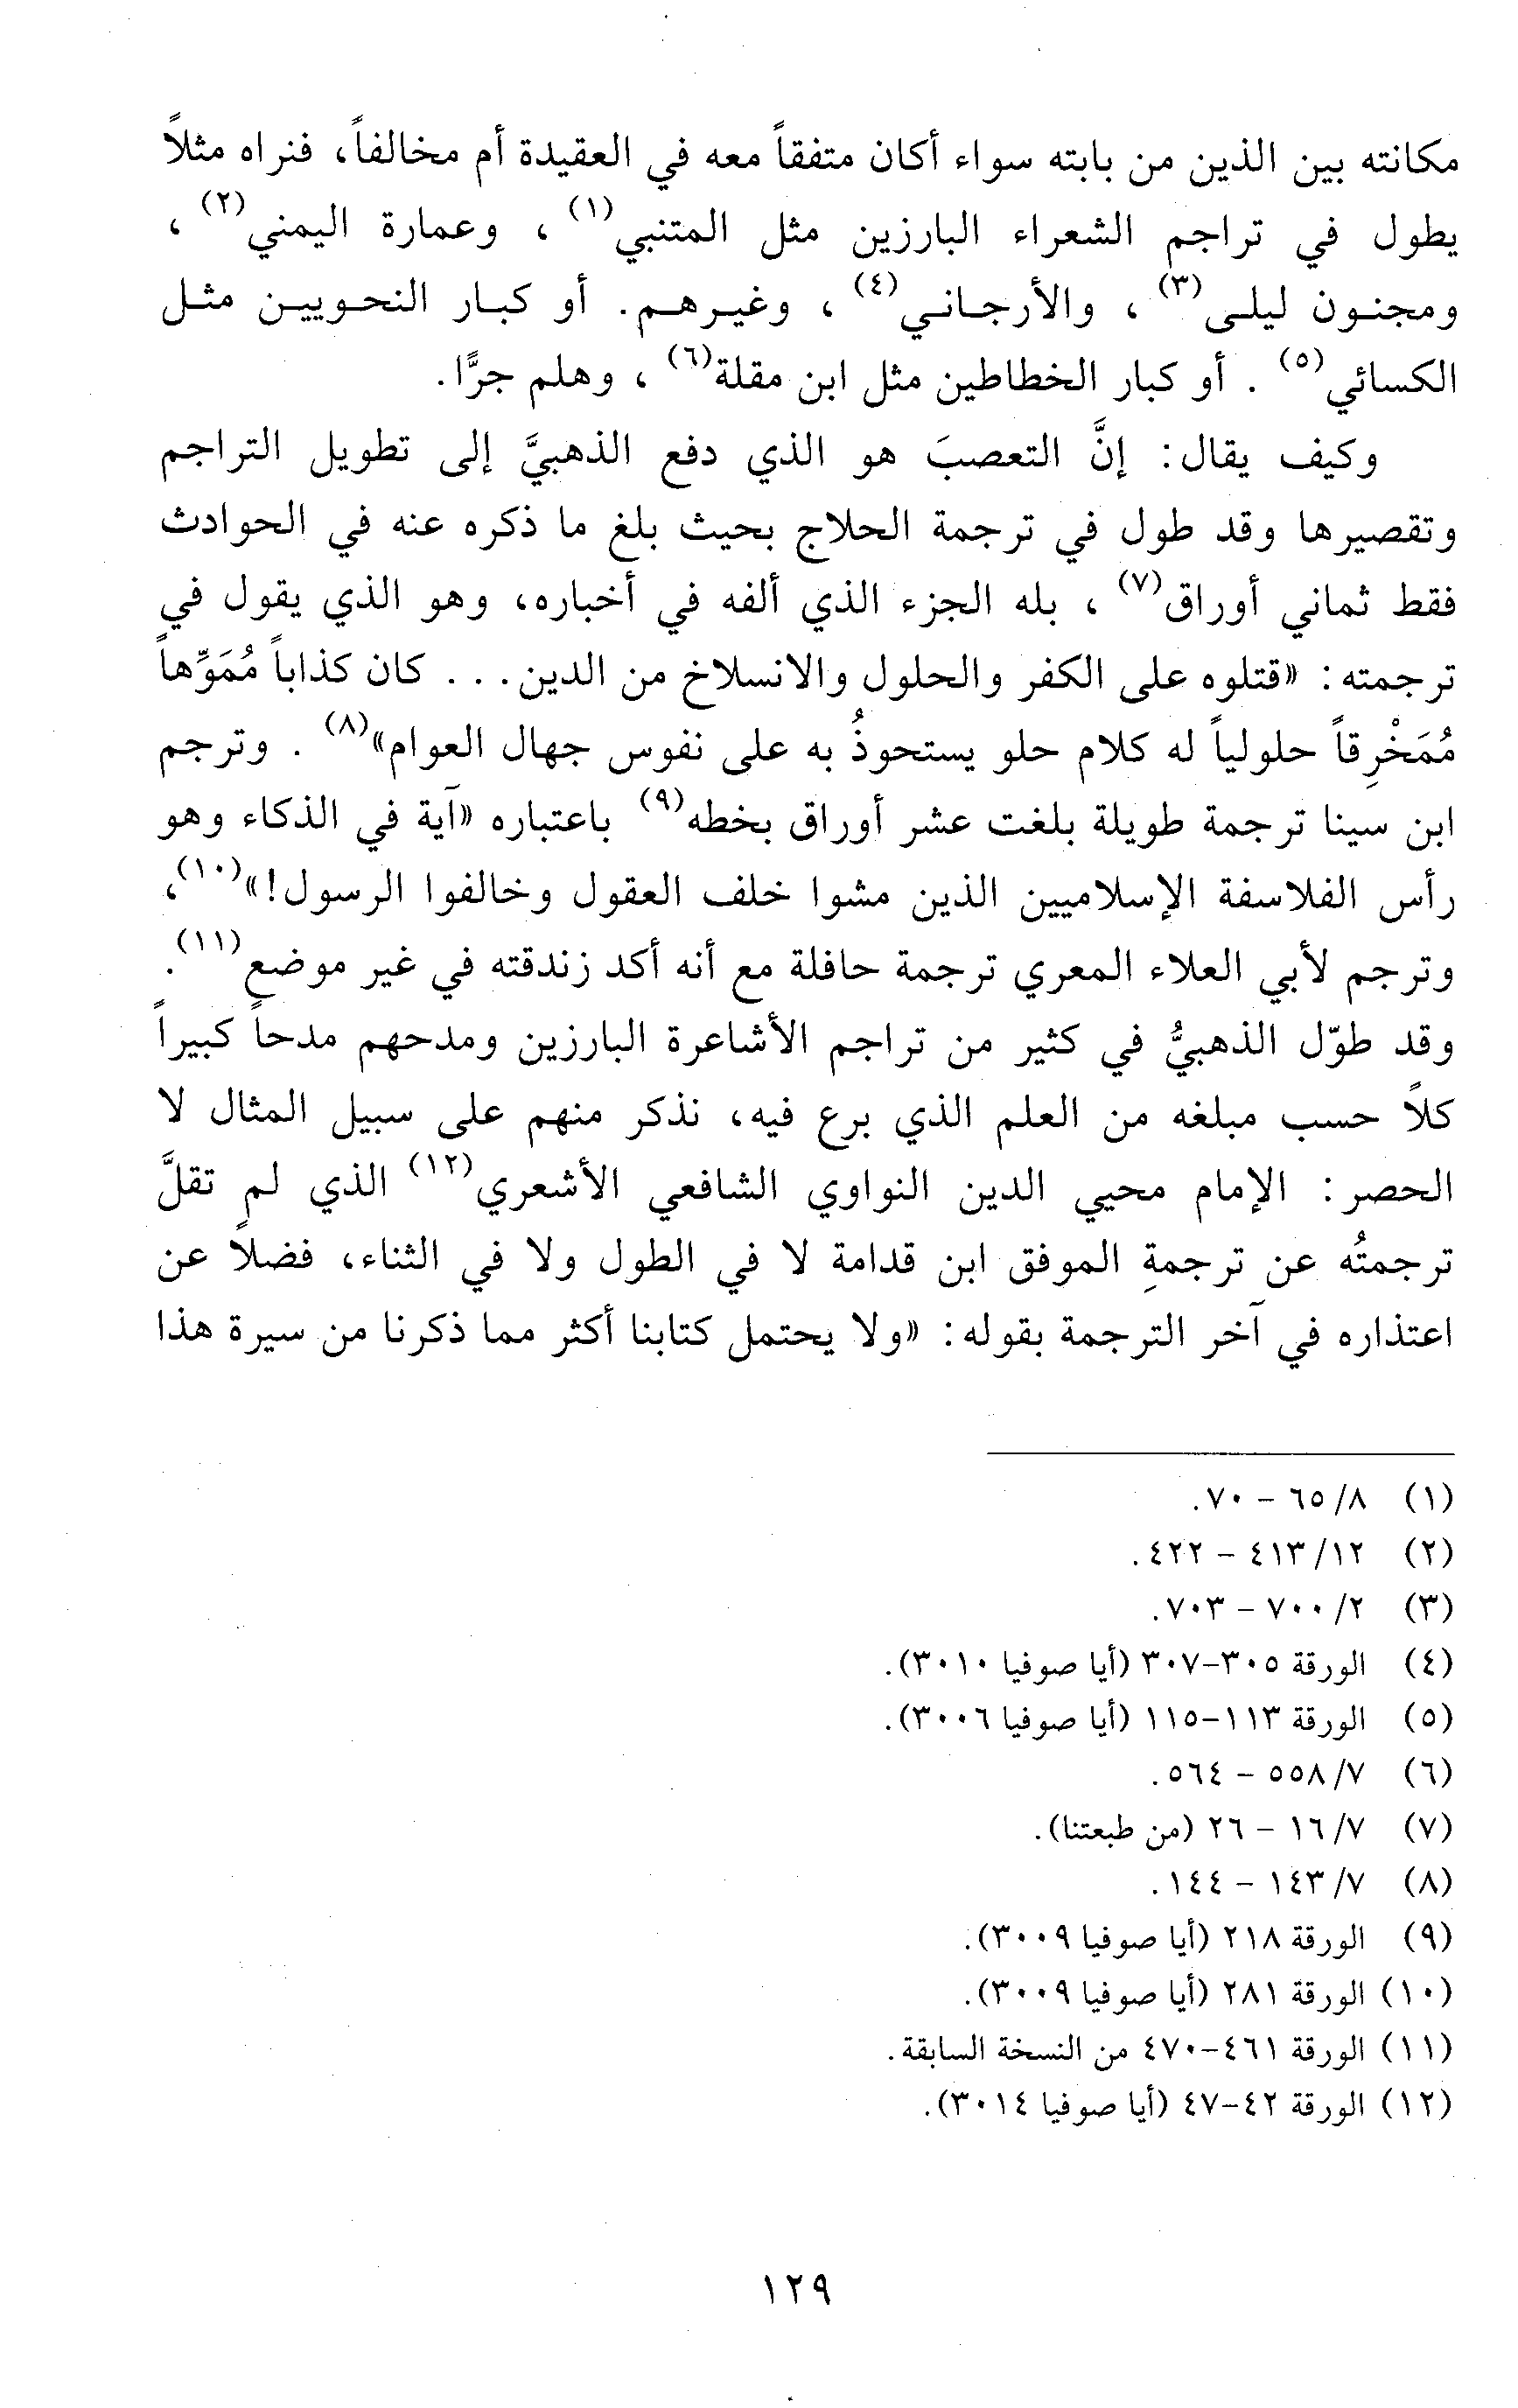 مكانته بين الذين من بابته سواء أكان متفقاً معه في العقيدة أم مخالفاً، فنراه مثلاً
يطول في تراجم الشعراء البارزين مثل المتنبي(١) ، وعمارة اليمني(٢) ،
ومجنون ليلى(٣) ، والأرجاني(٤) ، وغيرهم. أو كبار النحويين مثل
الكسائي(٥) . أو كبار الخطاطين مثل ابن مقلة(٦) ، وهلم جرًّا.
وكيف يقال: إنَّ التعصبَ هو الذي دفع الذهبيَّ إلى تطويل التراجم
وتقصيرها وقد طول في ترجمة الحلاج بحيث بلغ ما ذكره عنه في الحوادث
فقط ثماني أوراق(٧) ، بله الجزء الذي ألفه في أخباره، وهو الذي يقول في
ترجمته: «قتلوه على الكفر والحلول والانسلاخ من الدين. . . كان كذاباً مُمَوِّهاً
مُمَخْرِقاً حلولياً له كلام حلو يستحوذُ به على نفوس جهال العوام»(٨) . وترجم
ابن سينا ترجمة طويلة بلغت عشر أوراق بخطه(٩) باعتباره «آية في الذكاء وهو
رأس الفلاسفة الإسلاميين الذين مشوا خلف العقول وخالفوا الرسول!»(١٠)،
وترجم لأبي العلاء المعري ترجمة حافلة مع أنه أكد زندقته في غير موضع(١١).
وقد طوّل الذهبيُّ في كثير من تراجم الأشاعرة البارزين ومدحهم مدحاً كبيراً
كلاً حسب مبلغه من العلم الذي برع فيه، نذكر منهم على سبيل المثال لا
الحصر: الإمام محيي الدين النواوي الشافعي الأشعري(١٢) الذي لم تقلَّ
ترجمتُه عن ترجمةِ الموفق ابن قدامة لا في الطول ولا في الثناء، فضلاً عن
اعتذاره في آخر الترجمة بقوله: «ولا يحتمل كتابنا أكثر مما ذكرنا من سيرة هذا
(١) ٨/ ٦٥ - ٧٠.
(٢) ١٢/ ٤١٣ - ٤٢٢.
(٣) ٢/ ٧٠٠ - ٧٠٣.
(٤) الورقة ٣٠٥-٣٠٧ (أيا صوفيا ٣٠١٠).
(٥) الورقة ١١٣-١١٥ (أيا صوفيا ٣٠٠٦).
(٦) ٧/ ٥٥٨ - ٥٦٤.
(٧) ٧/ ١٦ - ٢٦ (من طبعتنا).
(٨) ٧/ ١٤٣ - ١٤٤.
(٩) الورقة ٢١٨ (أيا صوفيا ٣٠٠٩).
(١٠) الورقة ٢٨١ (أيا صوفيا ٣٠٠٩).
(١١) الورقة ٤٦١-٤٧٠ من النسخة السابقة.
(١٢) الورقة ٤٢-٤٧ (أيا صوفيا ٣٠١٤).
١٢٩